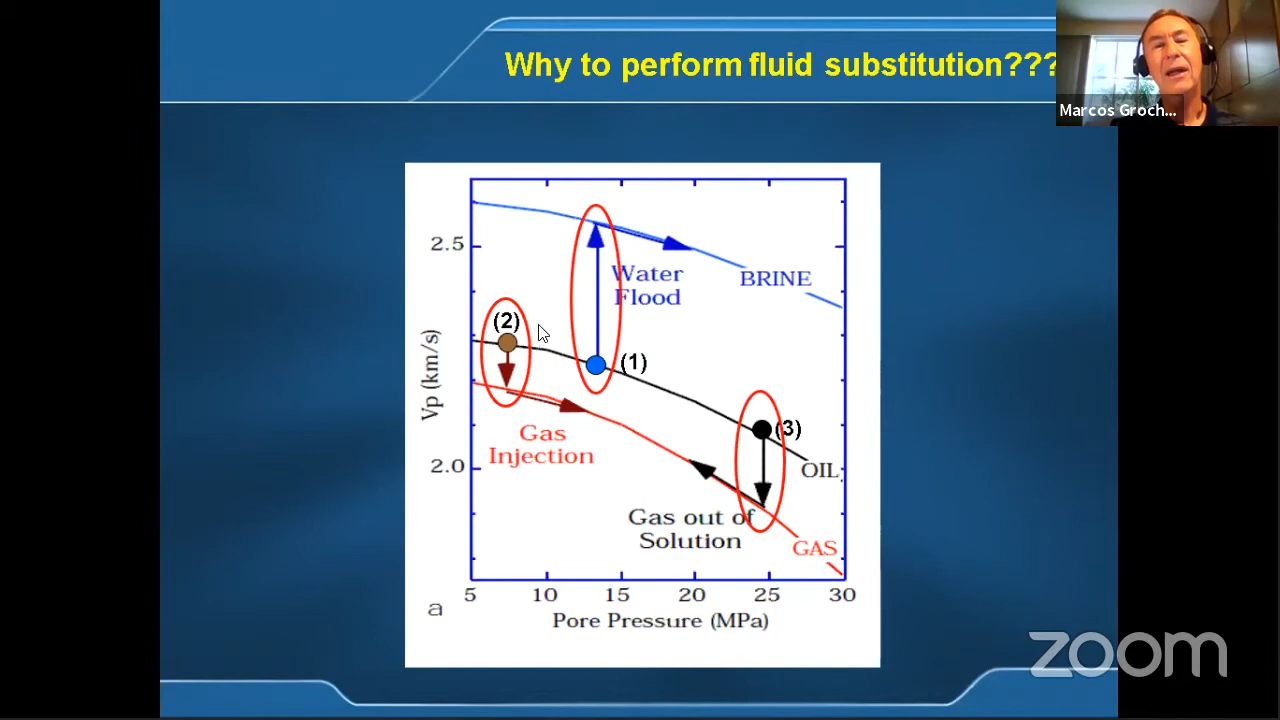 Why to perform fluid substitution???
Marcos Groch...
2.5
2.0
Vp (km/s)
Water
Flood
BRINE
(2)
(1)
(3)
Gas
Injection
OIL
Gas out of
Solution
GAS
5 10 15 20 25 30
a
Pore Pressure (MPa)
zoom